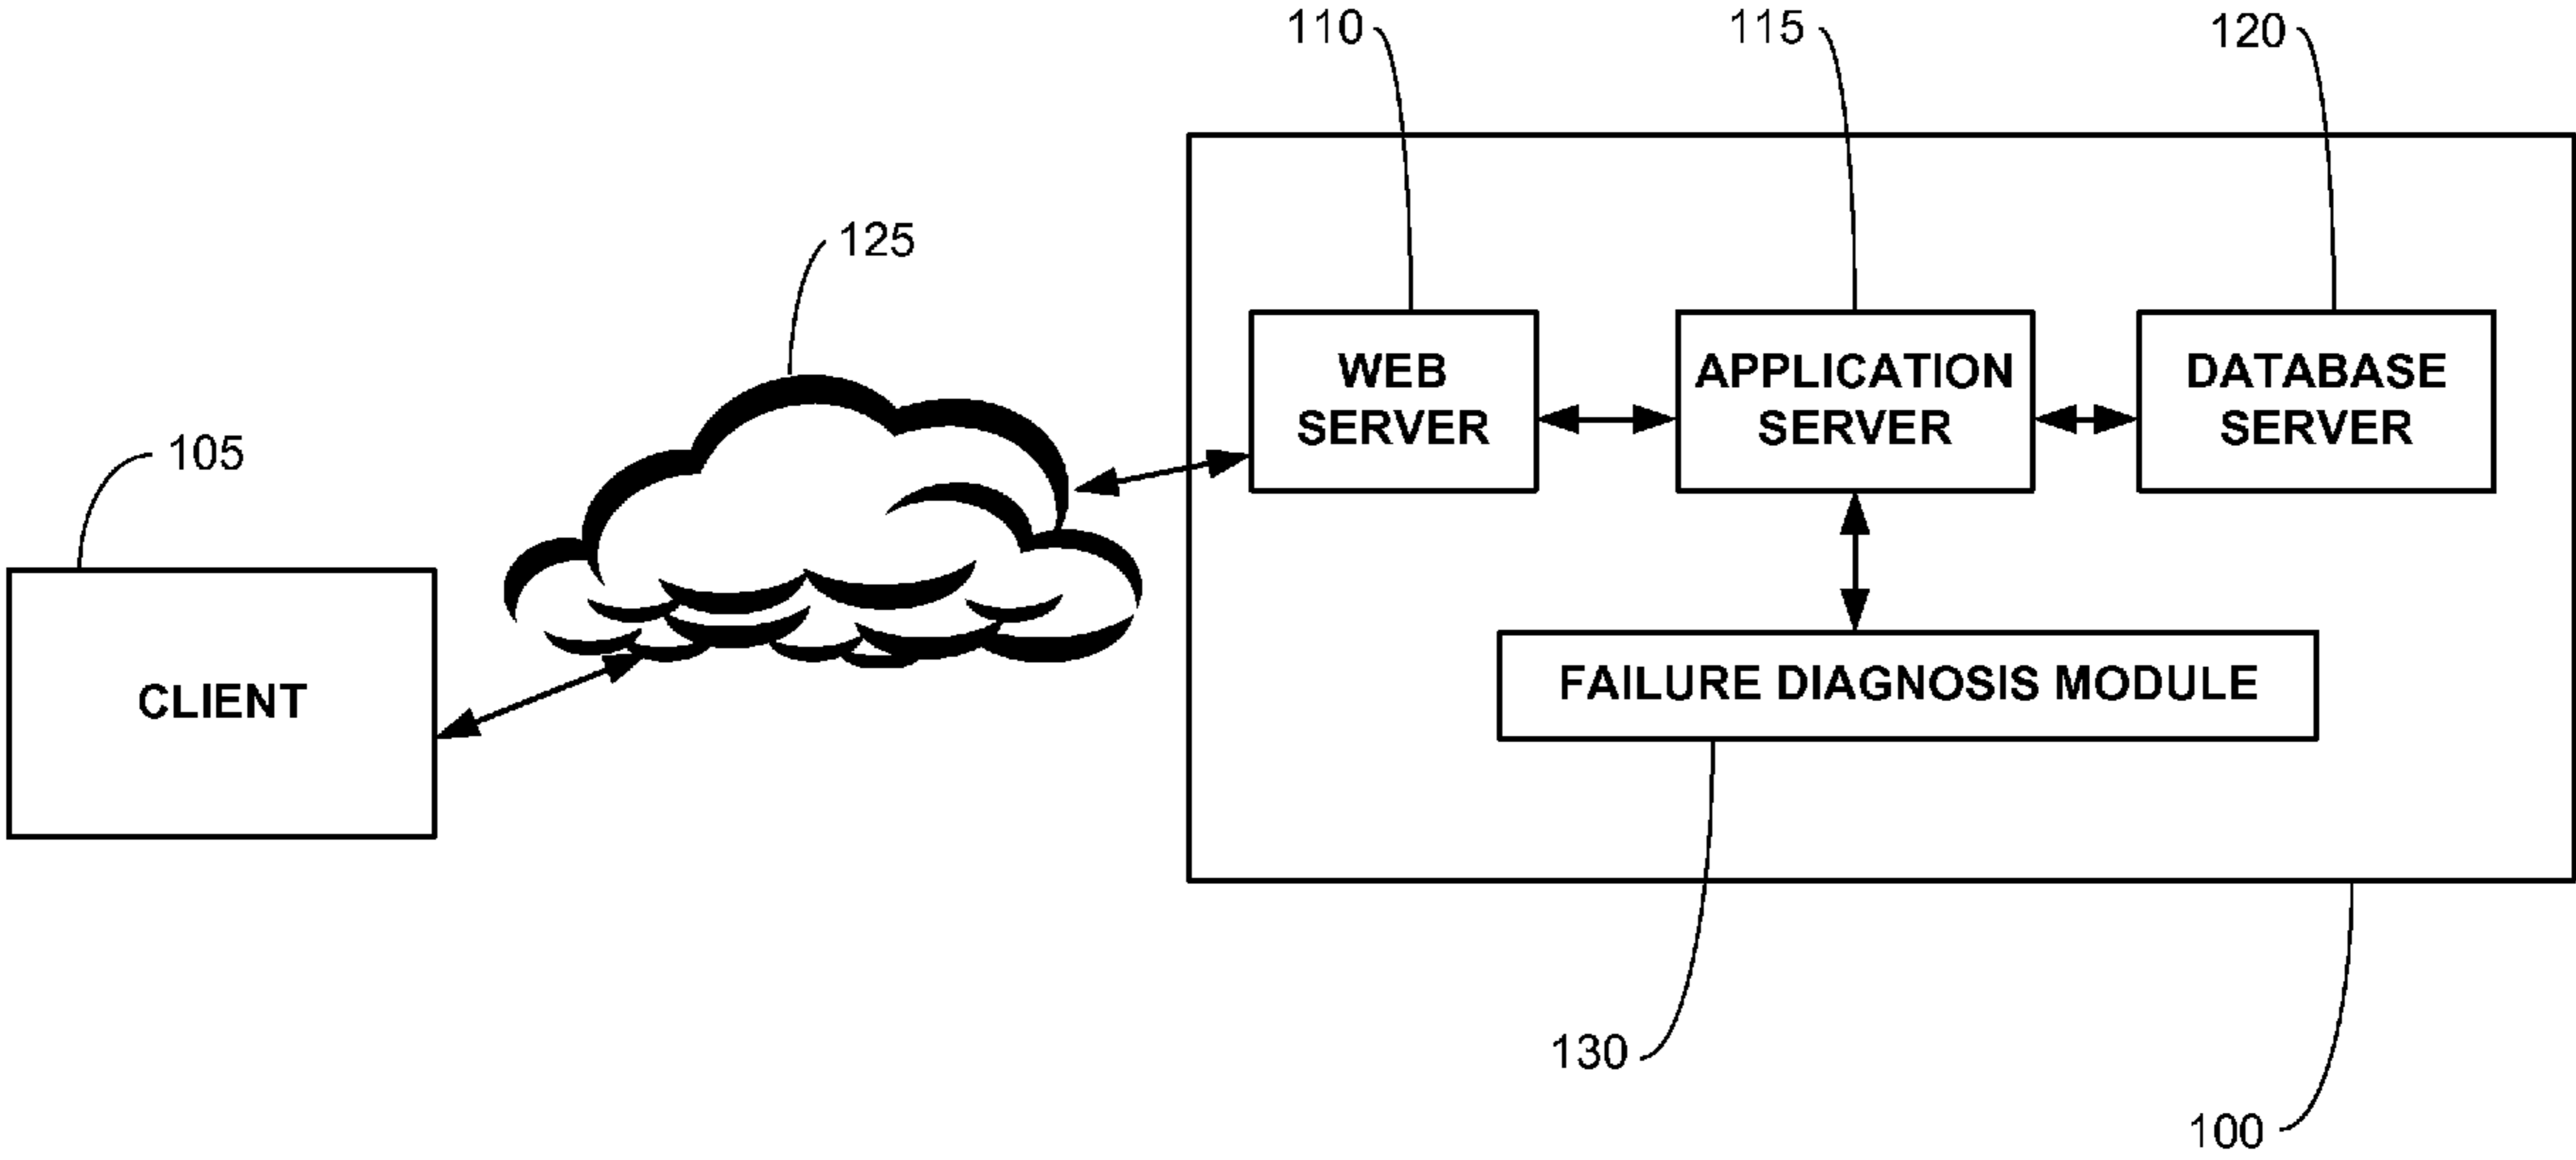 110
115
120
125
105
WEB
SERVER
APPLICATION
SERVER
DATABASE
SERVER
CLIENT
FAILURE DIAGNOSIS MODULE
130
100